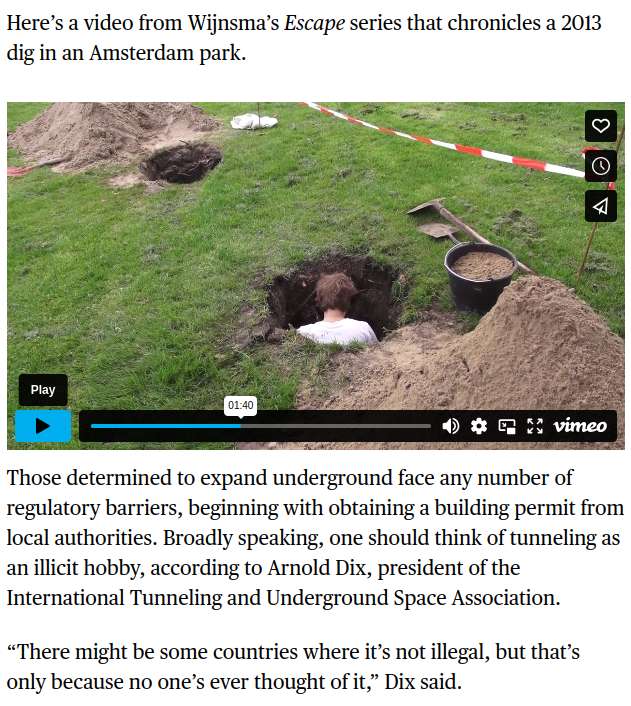 Here’s a video from Wijnsma’s Escape series that chronicles a 2013
dig in an Amsterdam park.
Play
01:40
vimeo
Those determined to expand underground face any number of
regulatory barriers, beginning with obtaining a building permit from
local authorities. Broadly speaking, one should think of tunneling as
an illicit hobby, according to Arnold Dix, president of the
International Tunneling and Underground Space Association.
“There might be some countries where it’s not illegal, but that’s
only because no one’s ever thought of it,” Dix said.